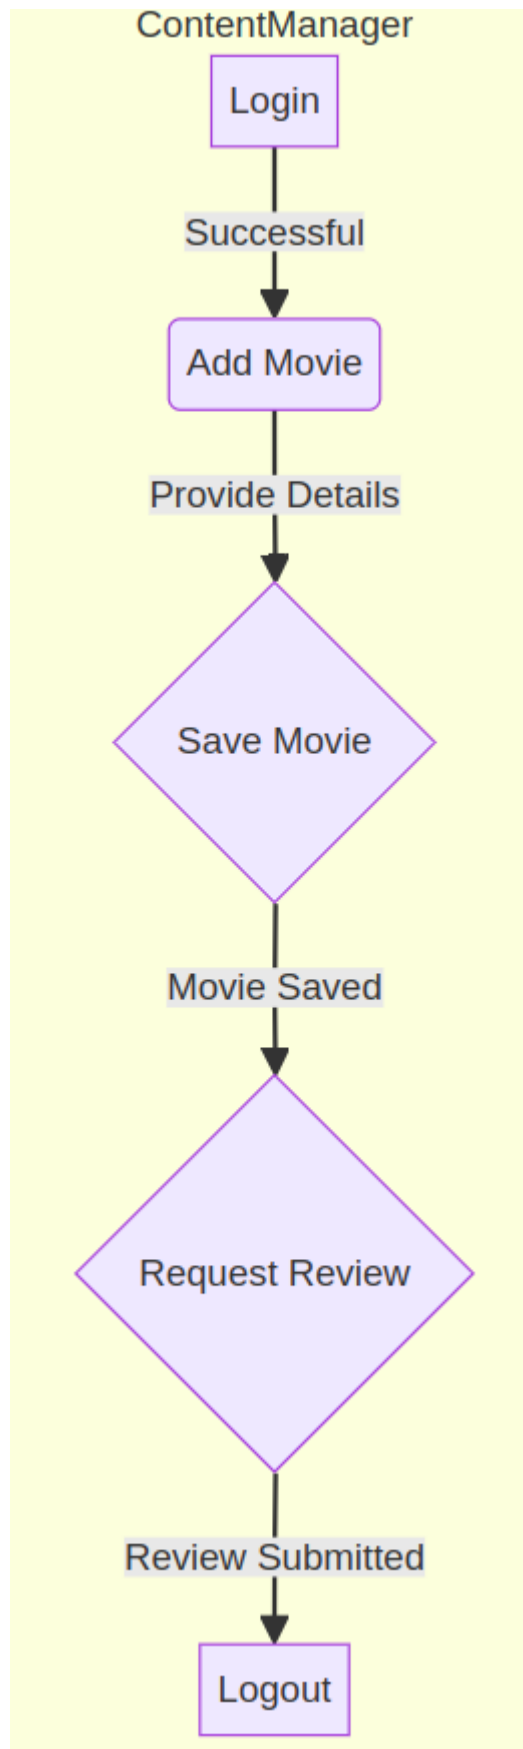 ContentManager
Login
Successful
Add Movie
Provide Details
Save Movie
Movie Saved
Request Review
Review Submitted
Logout